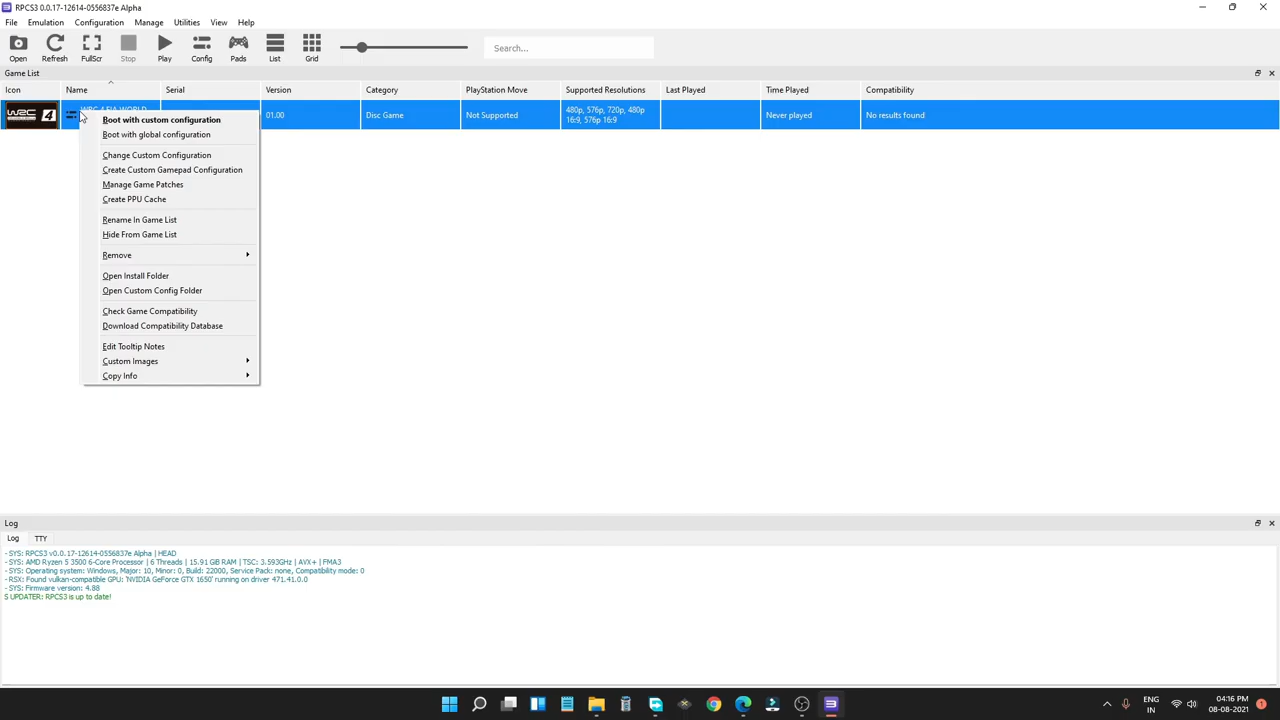 RPCS3 0.0.17-12614-0556837e Alpha
File Emulation Configuration Manage Utilities View Help
Open Refresh FullScr Stop Play Config Pads List Grid Search...
Game List
Icon Name Serial Version Category PlayStation Move Supported Resolutions Last Played Time Played Compatibility
WRC 4 WRC 4 FIA WORLD 01.00 Disc Game Not Supported 480p, 576p, 720p, 480p Never played No results found
16:9, 576p 16:9
Boot with custom configuration
Boot with global configuration
Change Custom Configuration
Create Custom Gamepad Configuration
Manage Game Patches
Create PPU Cache
Rename In Game List
Hide From Game List
Remove
Open Install Folder
Open Custom Config Folder
Check Game Compatibility
Download Compatibility Database
Edit Tooltip Notes
Custom Images
Copy Info
Log
Log TTY
- SYS: RPCS3 v0.0.17-12614-0556837e Alpha | HEAD
- SYS: AMD Ryzen 5 3500 6-Core Processor | 6 Threads | 15.91 GiB RAM | TSC: 3.593GHz | AVX+ | FMA3
- SYS: Operating system: Windows, Major: 10, Minor: 0, Build: 22000, Service Pack: none, Compatibility mode: 0
- RSX: Found vulkan-compatible GPU: 'NVIDIA GeForce GTX 1650' running on driver 471.41.0.0
- SYS: Firmware version: 4.88
S UPDATER: RPCS3 is up to date!
ENG 04:16 PM
IN 08-08-2021